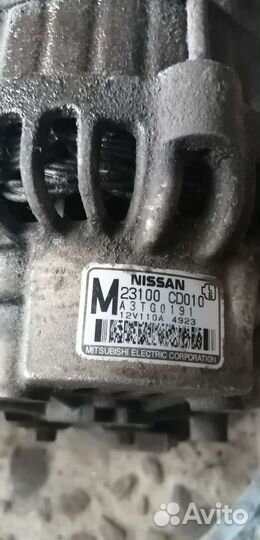 NISSAN
M 23100 CD010
A3TG0191
12V110A 4923
MITSUBISHI ELECTRIC CORPORATION
Avito